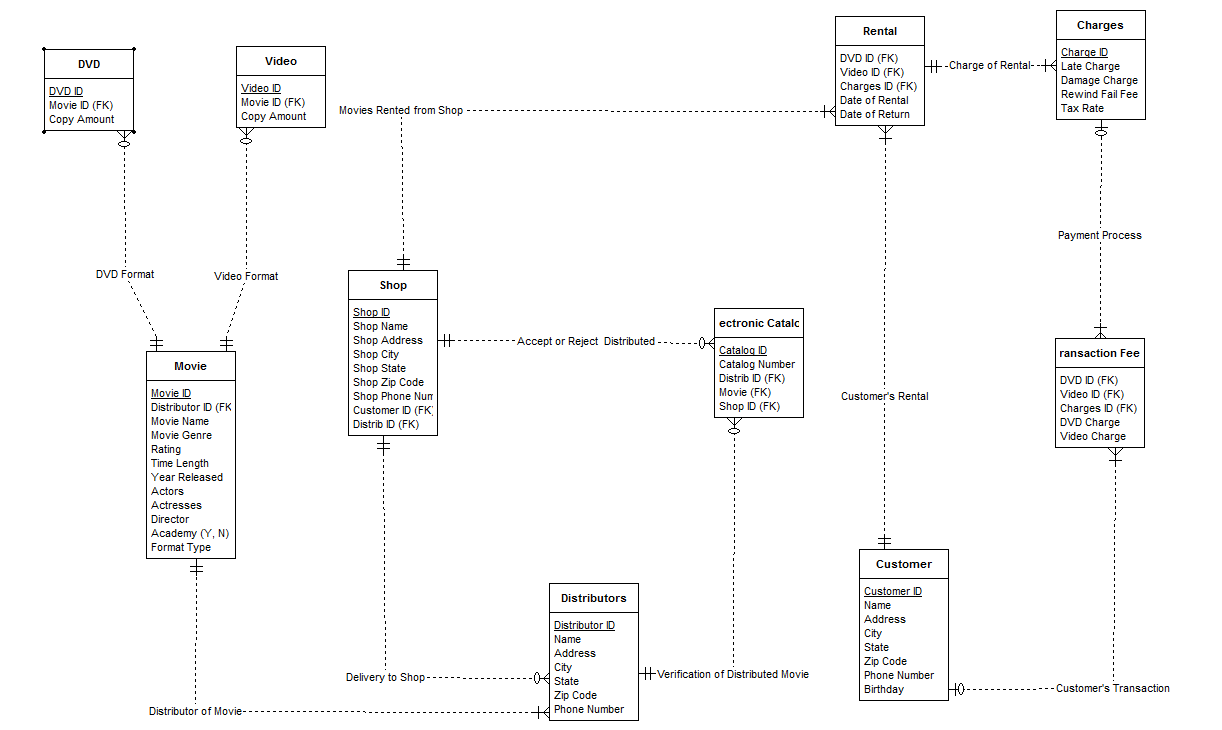 DVD
DVD ID
Movie ID (FK)
Copy Amount
Video
Video ID
Movie ID (FK)
Copy Amount
Rental
DVD ID (FK)
Video ID (FK)
Charges ID (FK)
Date of Rental
Date of Return
Charge of Rental
Charges
Charge ID
Late Charge
Damage Charge
Rewind Fail Fee
Tax Rate
Movies Rented from Shop
DVD Format
Video Format
Payment Process
Shop
Shop ID
Shop Name
Shop Address
Shop City
Shop State
Shop Zip Code
Shop Phone Num
Customer ID (FK)
Distrib ID (FK)
Accept or Reject Distributed
ectronic Catalo
Catalog ID
Catalog Number
Distrib ID (FK)
Movie (FK)
Shop ID (FK)
Movie
Movie ID
Distributor ID (FK
Movie Name
Movie Genre
Rating
Time Length
Year Released
Actors
Actresses
Director
Academy (Y, N)
Format Type
ransaction Fee
DVD ID (FK)
Video ID (FK)
Charges ID (FK)
DVD Charge
Video Charge
Customer's Rental
Customer
Customer ID
Name
Address
City
State
Zip Code
Phone Number
Birthday
Distributors
Distributor ID
Name
Address
City
State
Zip Code
Phone Number
Delivery to Shop
Verification of Distributed Movie
Customer's Transaction
Distributor of Movie